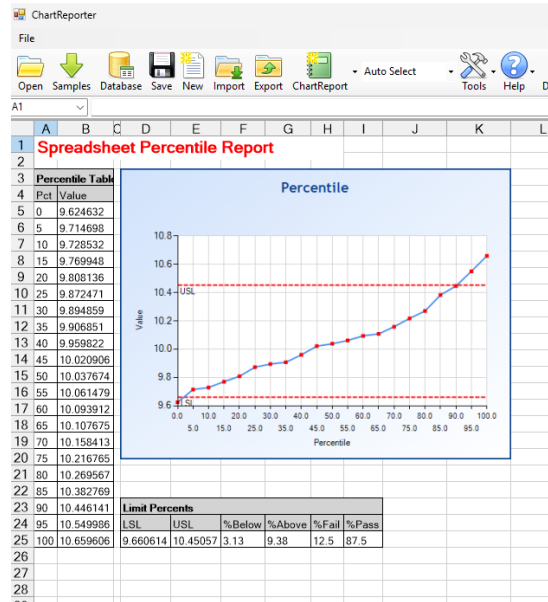 ChartReporter
File
Open Samples Database Save New Import Export ChartReport Auto Select Tools Help D
A1
A B C D E F G H I J K L
1 Spreadsheet Percentile Report
2
3 Percentile Tabl
4 Pct Value
5 0 9.624632
6 5 9.714698
7 10 9.728532
8 15 9.769948
9 20 9.808136
10 25 9.872471
11 30 9.894859
12 35 9.906851
13 40 9.959822
14 45 10.020906
15 50 10.037674
16 55 10.061479
17 60 10.093912
18 65 10.107675
19 70 10.158413
20 75 10.216765
21 80 10.269567
22 85 10.382769
23 90 10.446141
24 95 10.549986
25 100 10.659606
26
27
28
Percentile
10.8
10.6
10.4
10.2
10.0
9.8
9.6
Value
USL
LSL
0.0 10.0 20.0 30.0 40.0 50.0 60.0 70.0 80.0 90.0 100.0
5.0 15.0 25.0 35.0 45.0 55.0 65.0 75.0 85.0 95.0
Percentile
Limit Percents
LSL USL %Below %Above %Fail %Pass
9.660614 10.45057 3.13 9.38 12.5 87.5